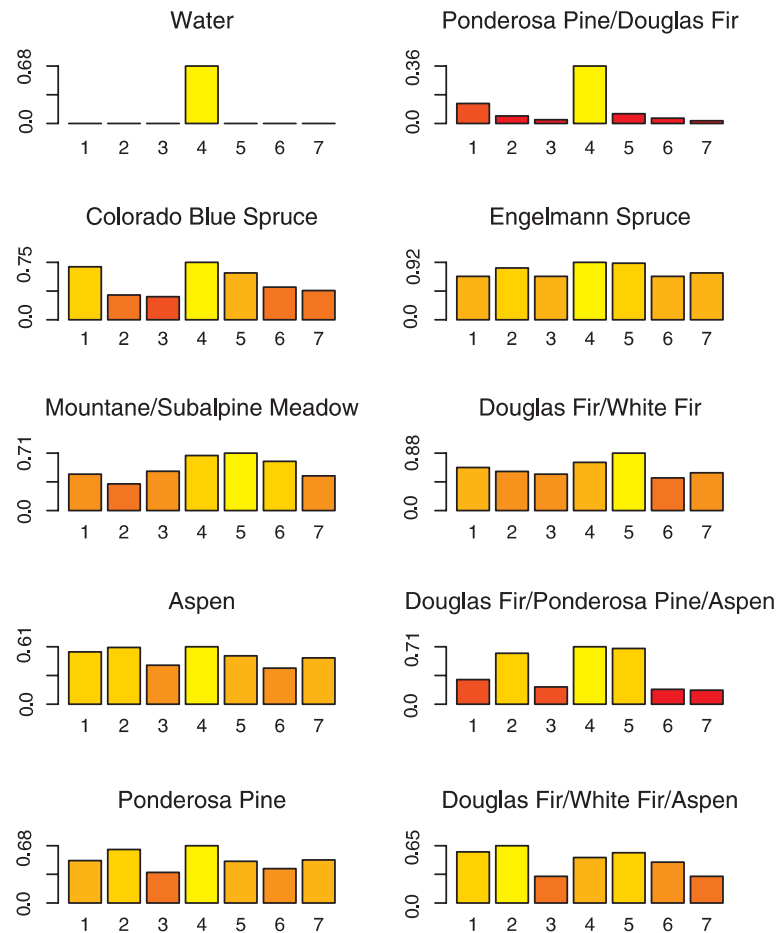 Water
0.68
0.0
1 2 3 4 5 6 7
Ponderosa Pine/Douglas Fir
0.36
0.0
1 2 3 4 5 6 7
Colorado Blue Spruce
0.75
0.0
1 2 3 4 5 6 7
Engelmann Spruce
0.92
0.0
1 2 3 4 5 6 7
Mountane/Subalpine Meadow
0.71
0.0
1 2 3 4 5 6 7
Douglas Fir/White Fir
0.88
0.0
1 2 3 4 5 6 7
Aspen
0.61
0.0
1 2 3 4 5 6 7
Douglas Fir/Ponderosa Pine/Aspen
0.71
0.0
1 2 3 4 5 6 7
Ponderosa Pine
0.68
0.0
1 2 3 4 5 6 7
Douglas Fir/White Fir/Aspen
0.65
0.0
1 2 3 4 5 6 7